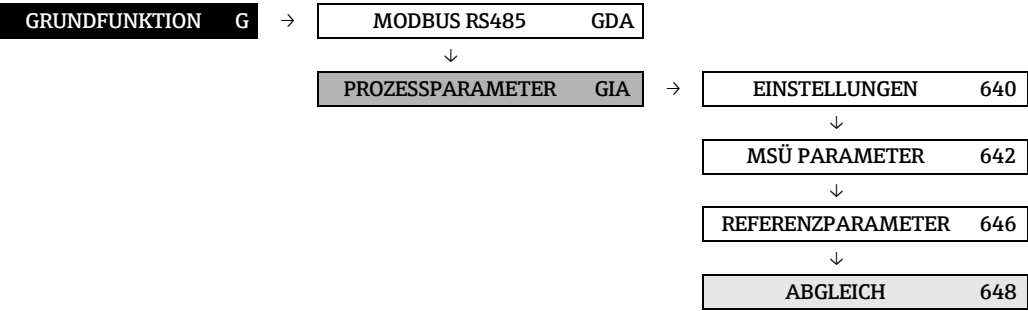 GRUNDFUNKTION G → MODBUS RS485 GDA
↓
PROZESSPARAMETER GIA → EINSTELLUNGEN 640
↓
MSÜ PARAMETER 642
↓
REFERENZPARAMETER 646
↓
ABGLEICH 648